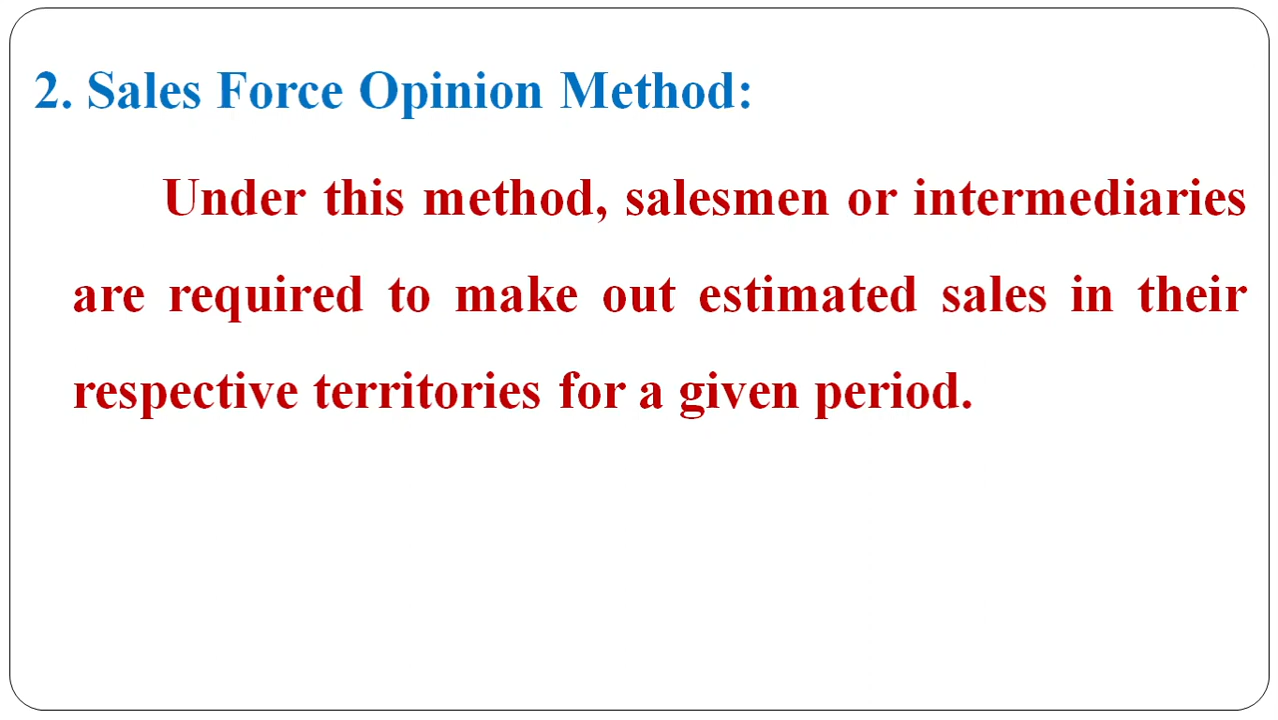 2. Sales Force Opinion Method:
Under this method, salesmen or intermediaries
are required to make out estimated sales in their
respective territories for a given period.